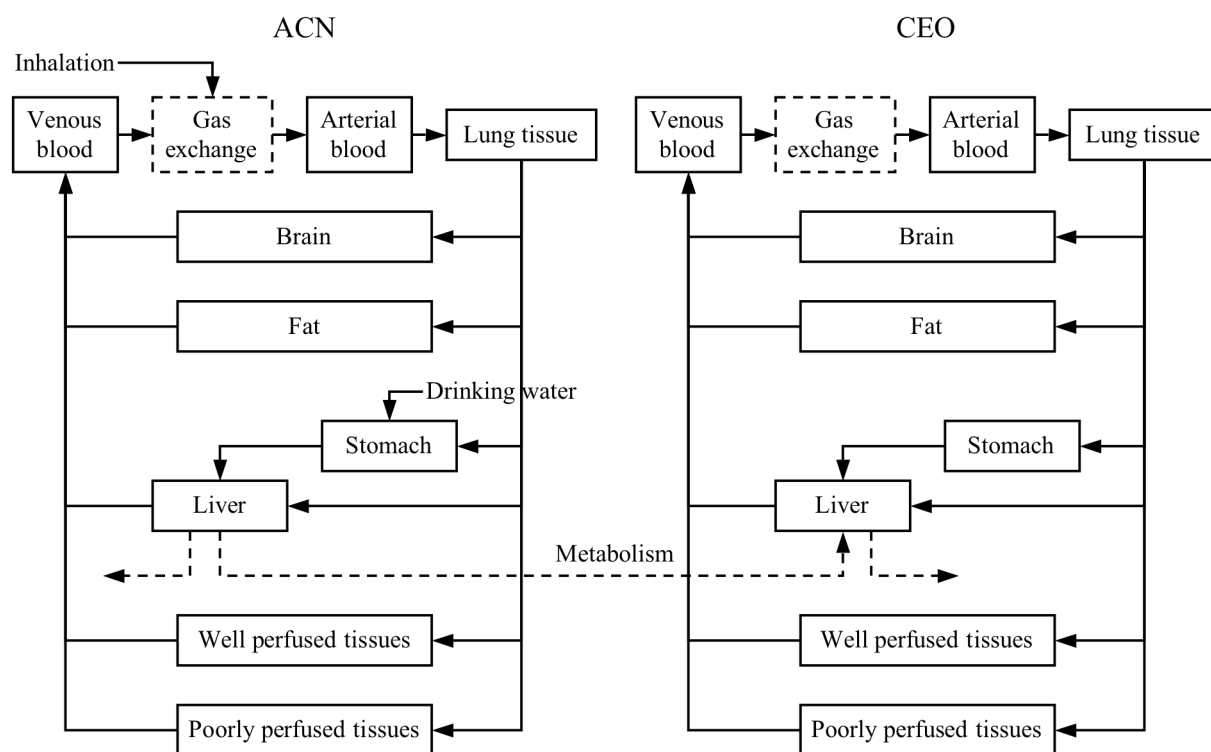 ACN
CEO
Inhalation
Venous
blood
Gas
exchange
Arterial
blood
Lung tissue
Venous
blood
Gas
exchange
Arterial
blood
Lung tissue
Brain
Brain
Fat
Fat
Drinking water
Stomach
Stomach
Liver
Liver
Metabolism
Well perfused tissues
Well perfused tissues
Poorly perfused tissues
Poorly perfused tissues